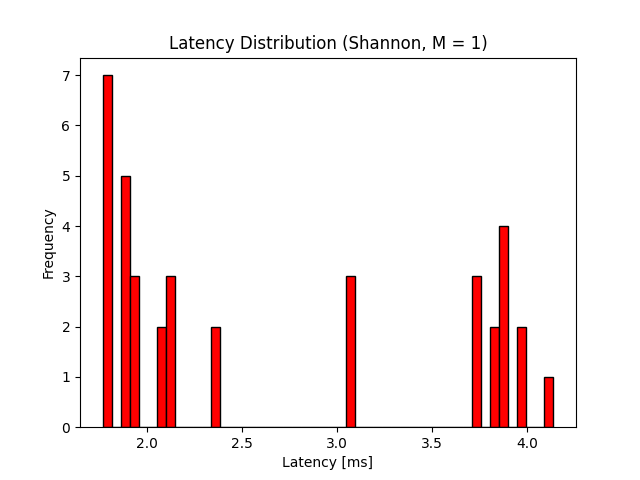 Latency Distribution (Shannon, M = 1)
7
6
5
4
3
2
1
0
Frequency
2.0 2.5 3.0 3.5 4.0
Latency [ms]